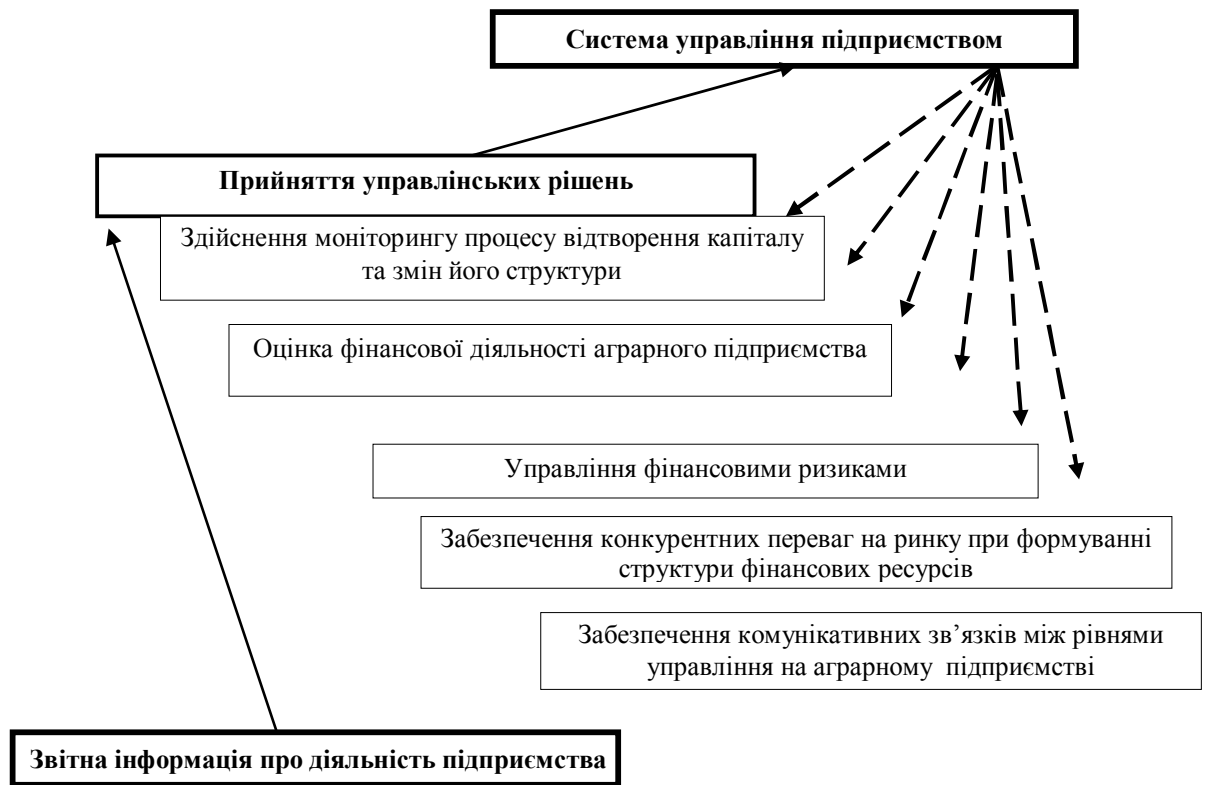 Система управління підприємством
Прийняття управлінських рішень
Здійснення моніторингу процесу відтворення капіталу
та змін його структури
Оцінка фінансової діяльності аграрного підприємства
Управління фінансовими ризиками
Забезпечення конкурентних переваг на ринку при формуванні
структури фінансових ресурсів
Забезпечення комунікативних зв’язків між рівнями
управління на аграрному підприємстві
Звітна інформація про діяльність підприємства